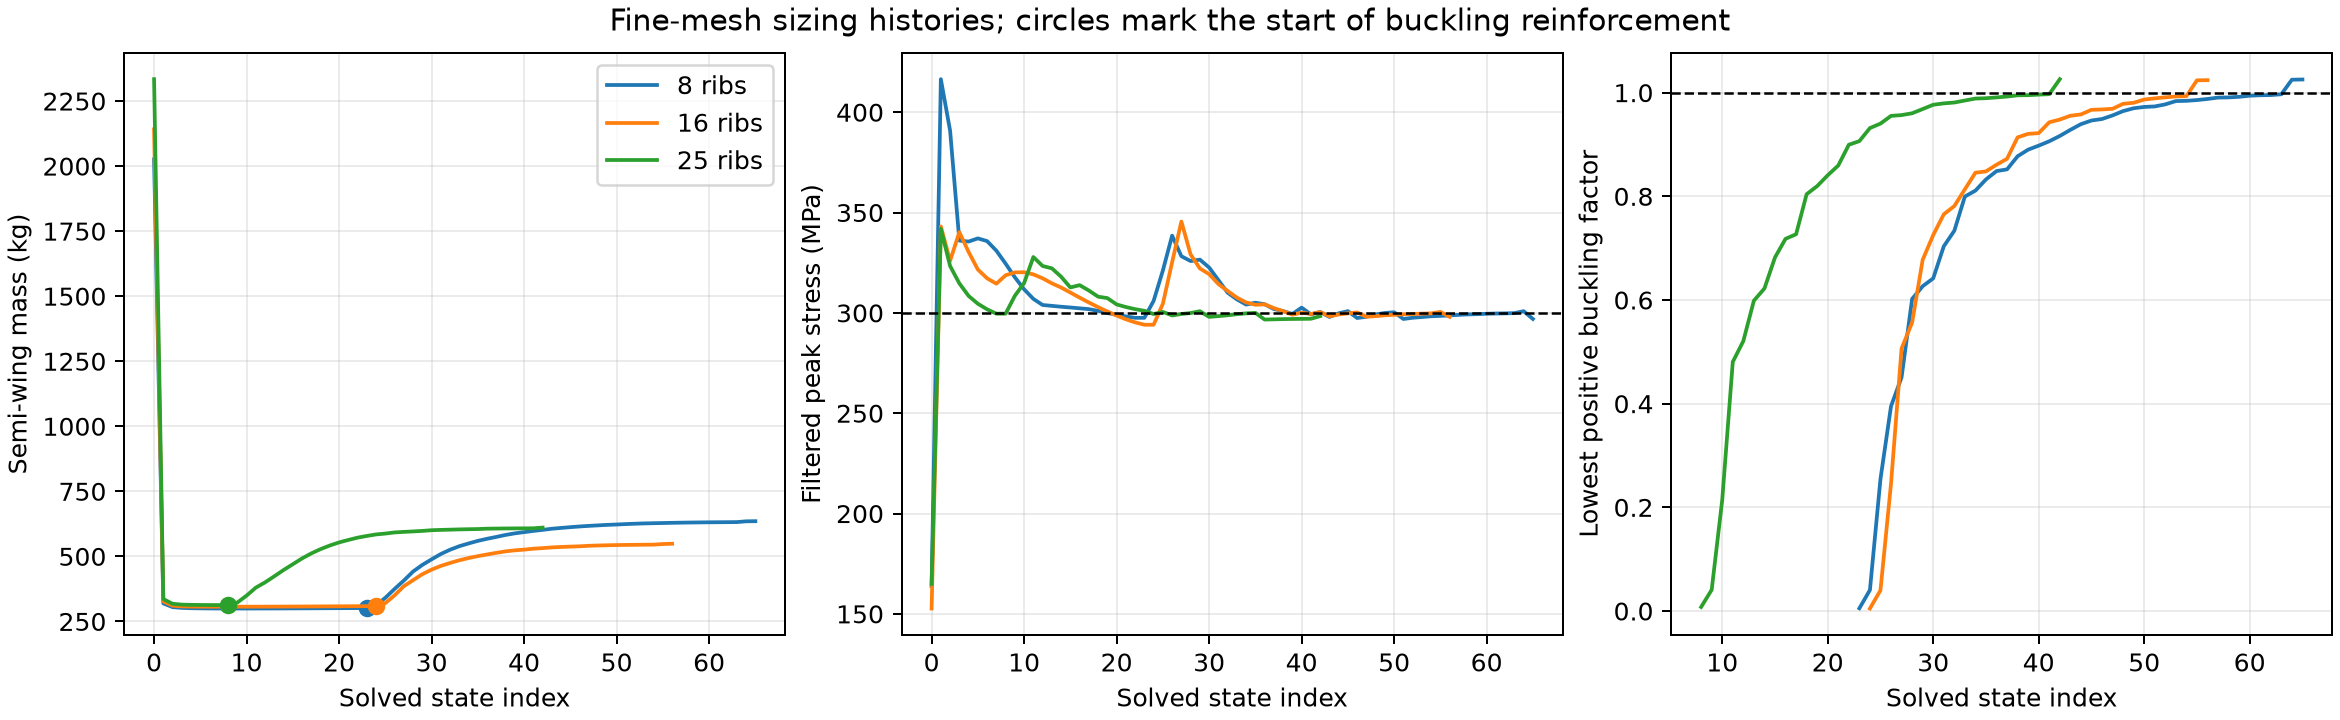 Fine-mesh sizing histories; circles mark the start of buckling reinforcement
Semi-wing mass (kg)
2250
2000
1750
1500
1250
1000
750
500
250
0 10 20 30 40 50 60
Solved state index
8 ribs
16 ribs
25 ribs
Filtered peak stress (MPa)
400
350
300
250
200
150
0 10 20 30 40 50 60
Solved state index
Lowest positive buckling factor
1.0
0.8
0.6
0.4
0.2
0.0
10 20 30 40 50 60
Solved state index